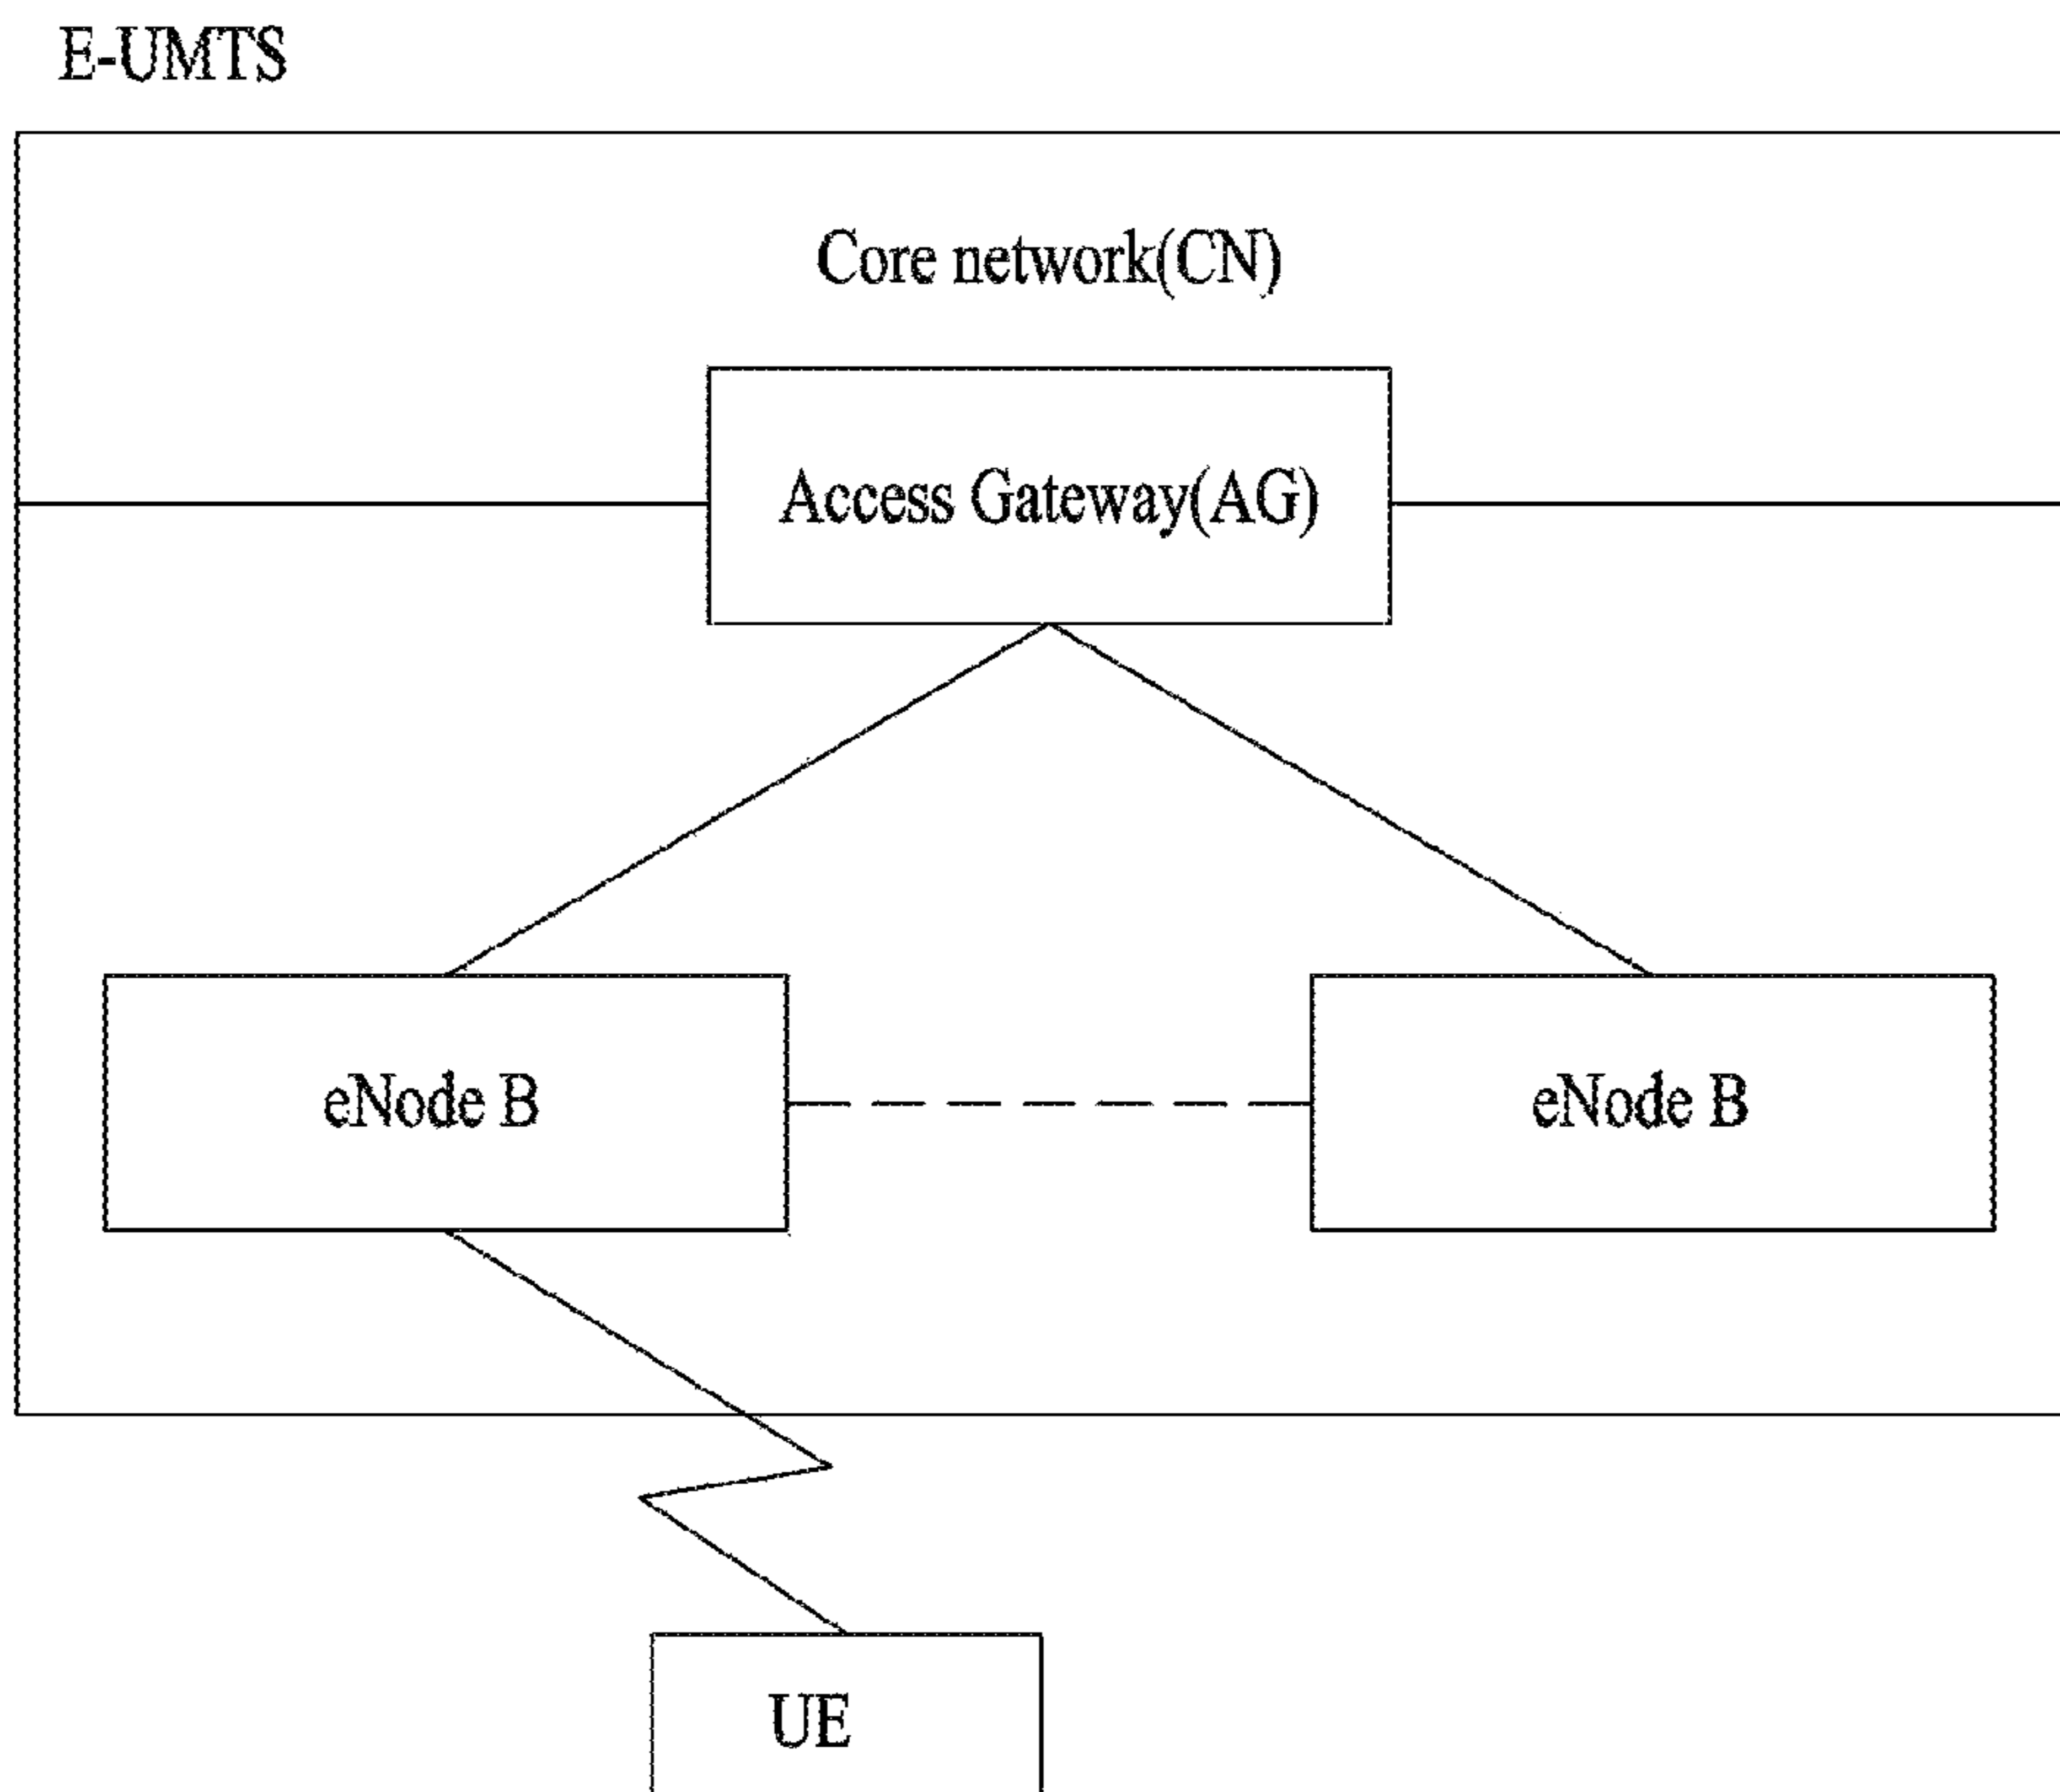 E-UMTS
Core network(CN)
Access Gateway(AG)
eNode B
eNode B
UE